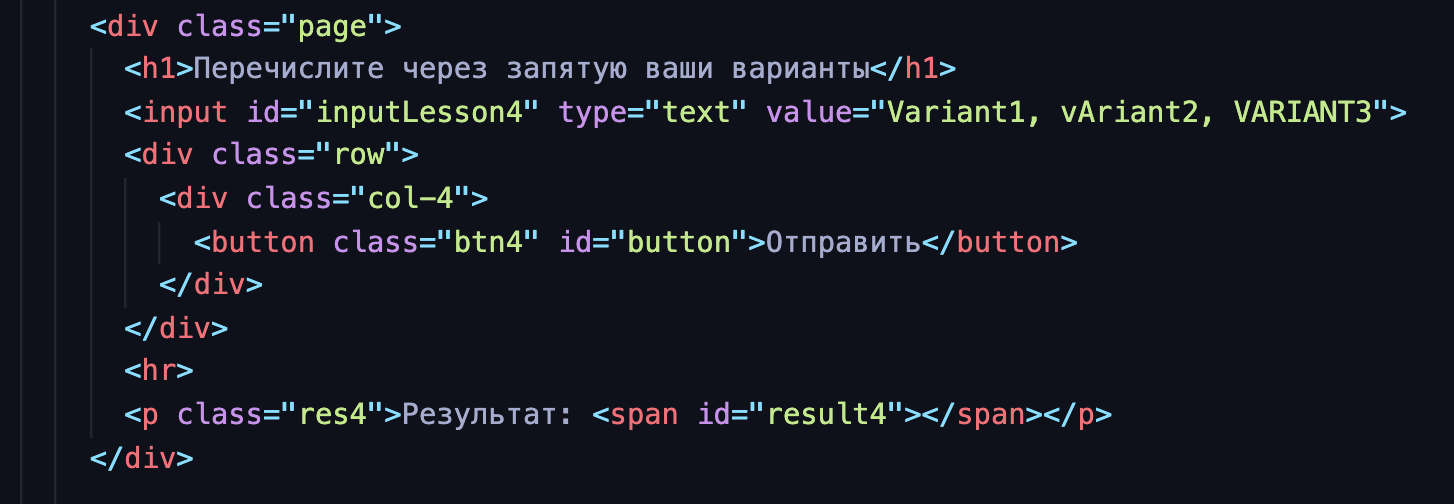 <div class="page">
<h1>Перечислите через запятую ваши варианты</h1>
<input id="inputLesson4" type="text" value="Variant1, vAriant2, VARIANT3">
<div class="row">
<div class="col-4">
<button class="btn4" id="button">Отправить</button>
</div>
</div>
<hr>
<p class="res4">Результат: <span id="result4"></span></p>
</div>